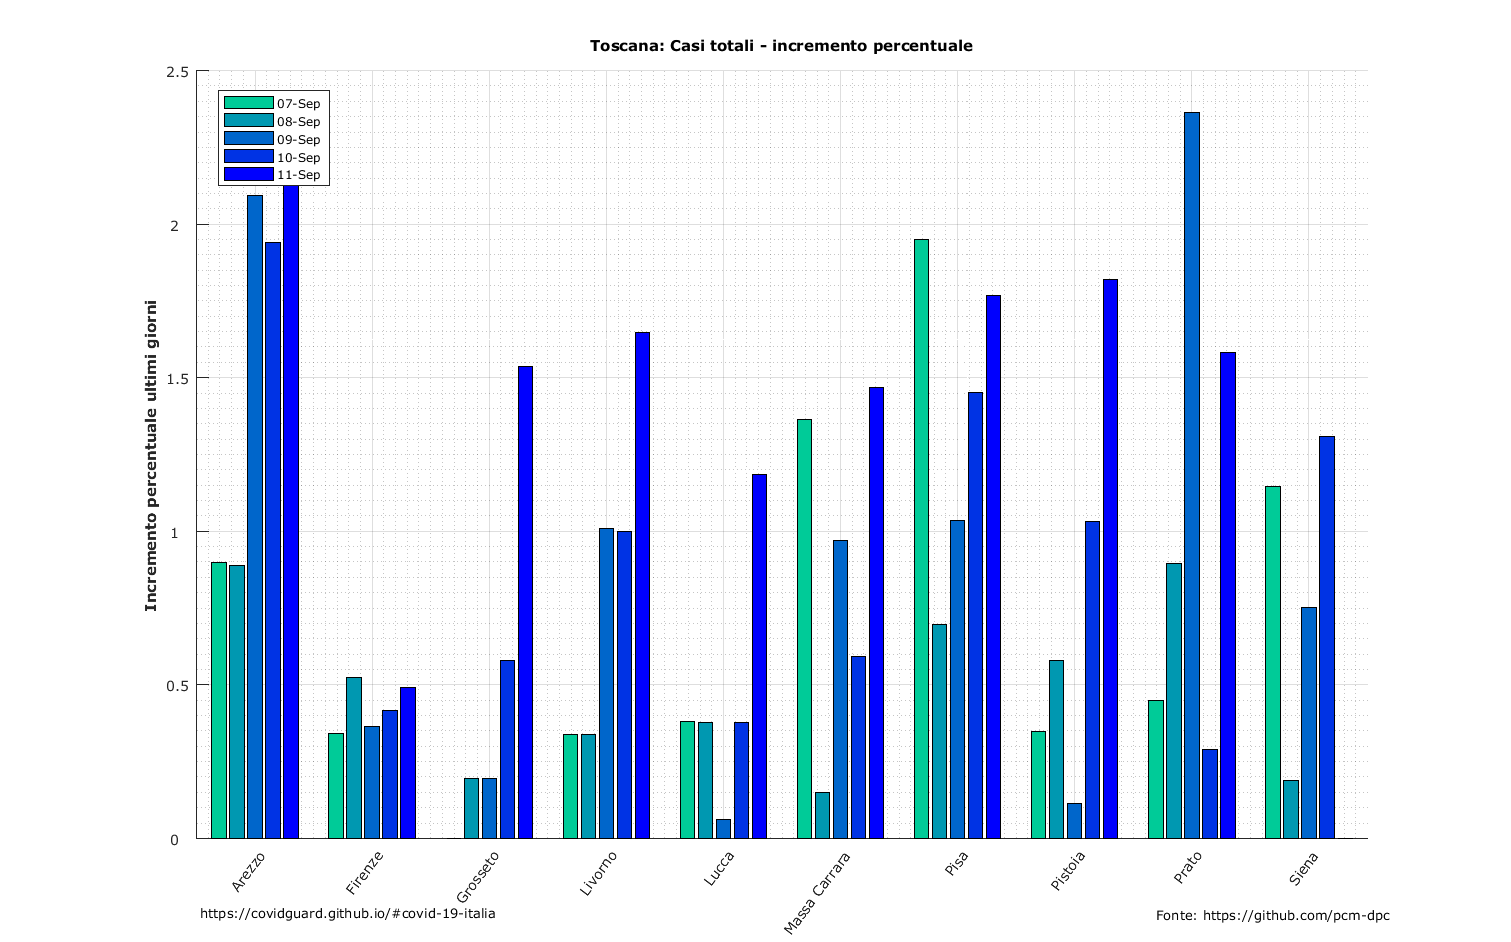 Toscana: Casi totali - incremento percentuale
2.5
2
1.5
1
0.5
0
Incremento percentuale ultimi giorni
07-Sep
08-Sep
09-Sep
10-Sep
11-Sep
Arezzo
Firenze
Grosseto
Livorno
Lucca
Massa Carrara
Pisa
Pistoia
Prato
Siena
https://covidguard.github.io/#covid-19-italia
Fonte: https://github.com/pcm-dpc